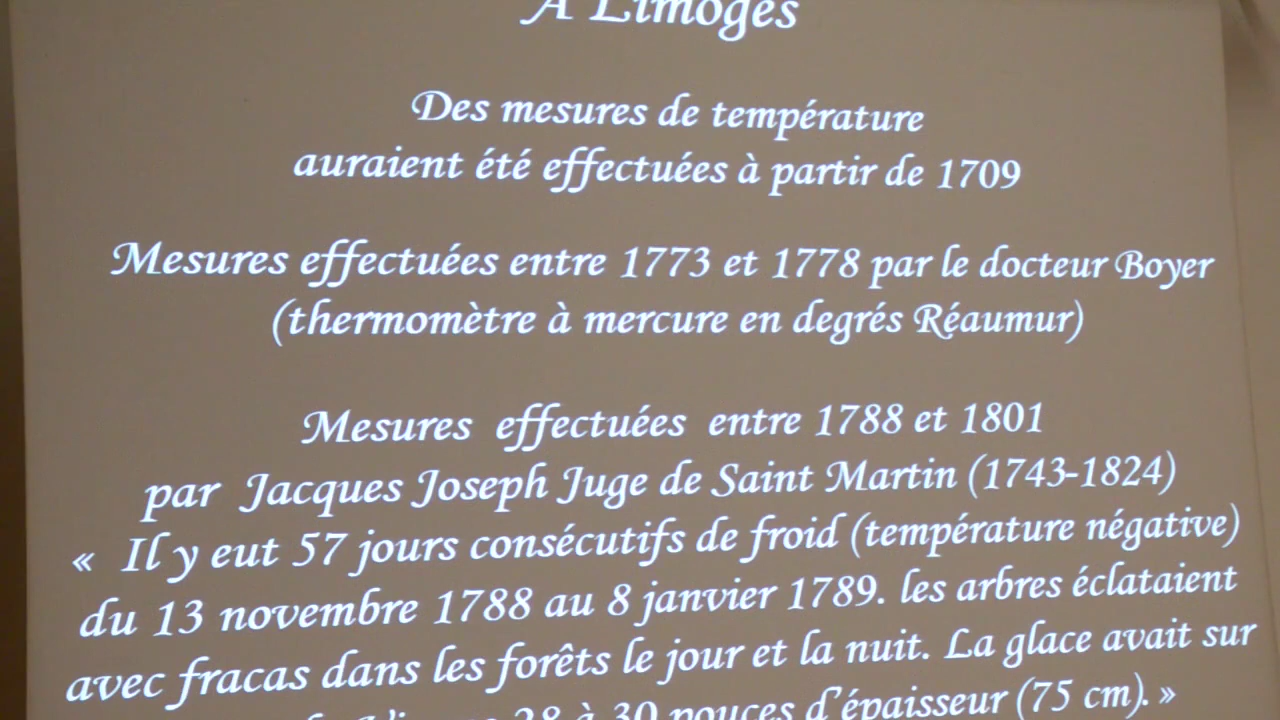 A Limoges
Des mesures de température
auraient été effectuées à partir de 1709
Mesures effectuées entre 1773 et 1778 par le docteur Boyer
(thermomètre à mercure en degrés Réaumur)
Mesures effectuées entre 1788 et 1801
par Jacques Joseph Juge de Saint Martin (1743-1824)
« Il y eut 57 jours consécutifs de froid (température négative)
du 13 novembre 1788 au 8 janvier 1789. les arbres éclataient
avec fracas dans les forêts le jour et la nuit. La glace avait sur
28 à 30 pouces d'épaisseur (75 cm). »